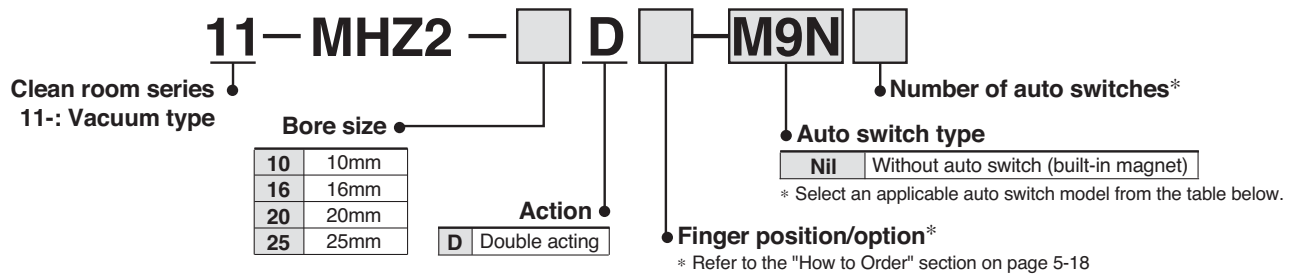 11 — MHZ2 — D — M9N
Clean room series
11-: Vacuum type
Bore size
10 10mm
16 16mm
20 20mm
25 25mm
Action
D Double acting
Number of auto switches*
Auto switch type
Nil Without auto switch (built-in magnet)
* Select an applicable auto switch model from the table below.
Finger position/option*
* Refer to the "How to Order" section on page 5-18